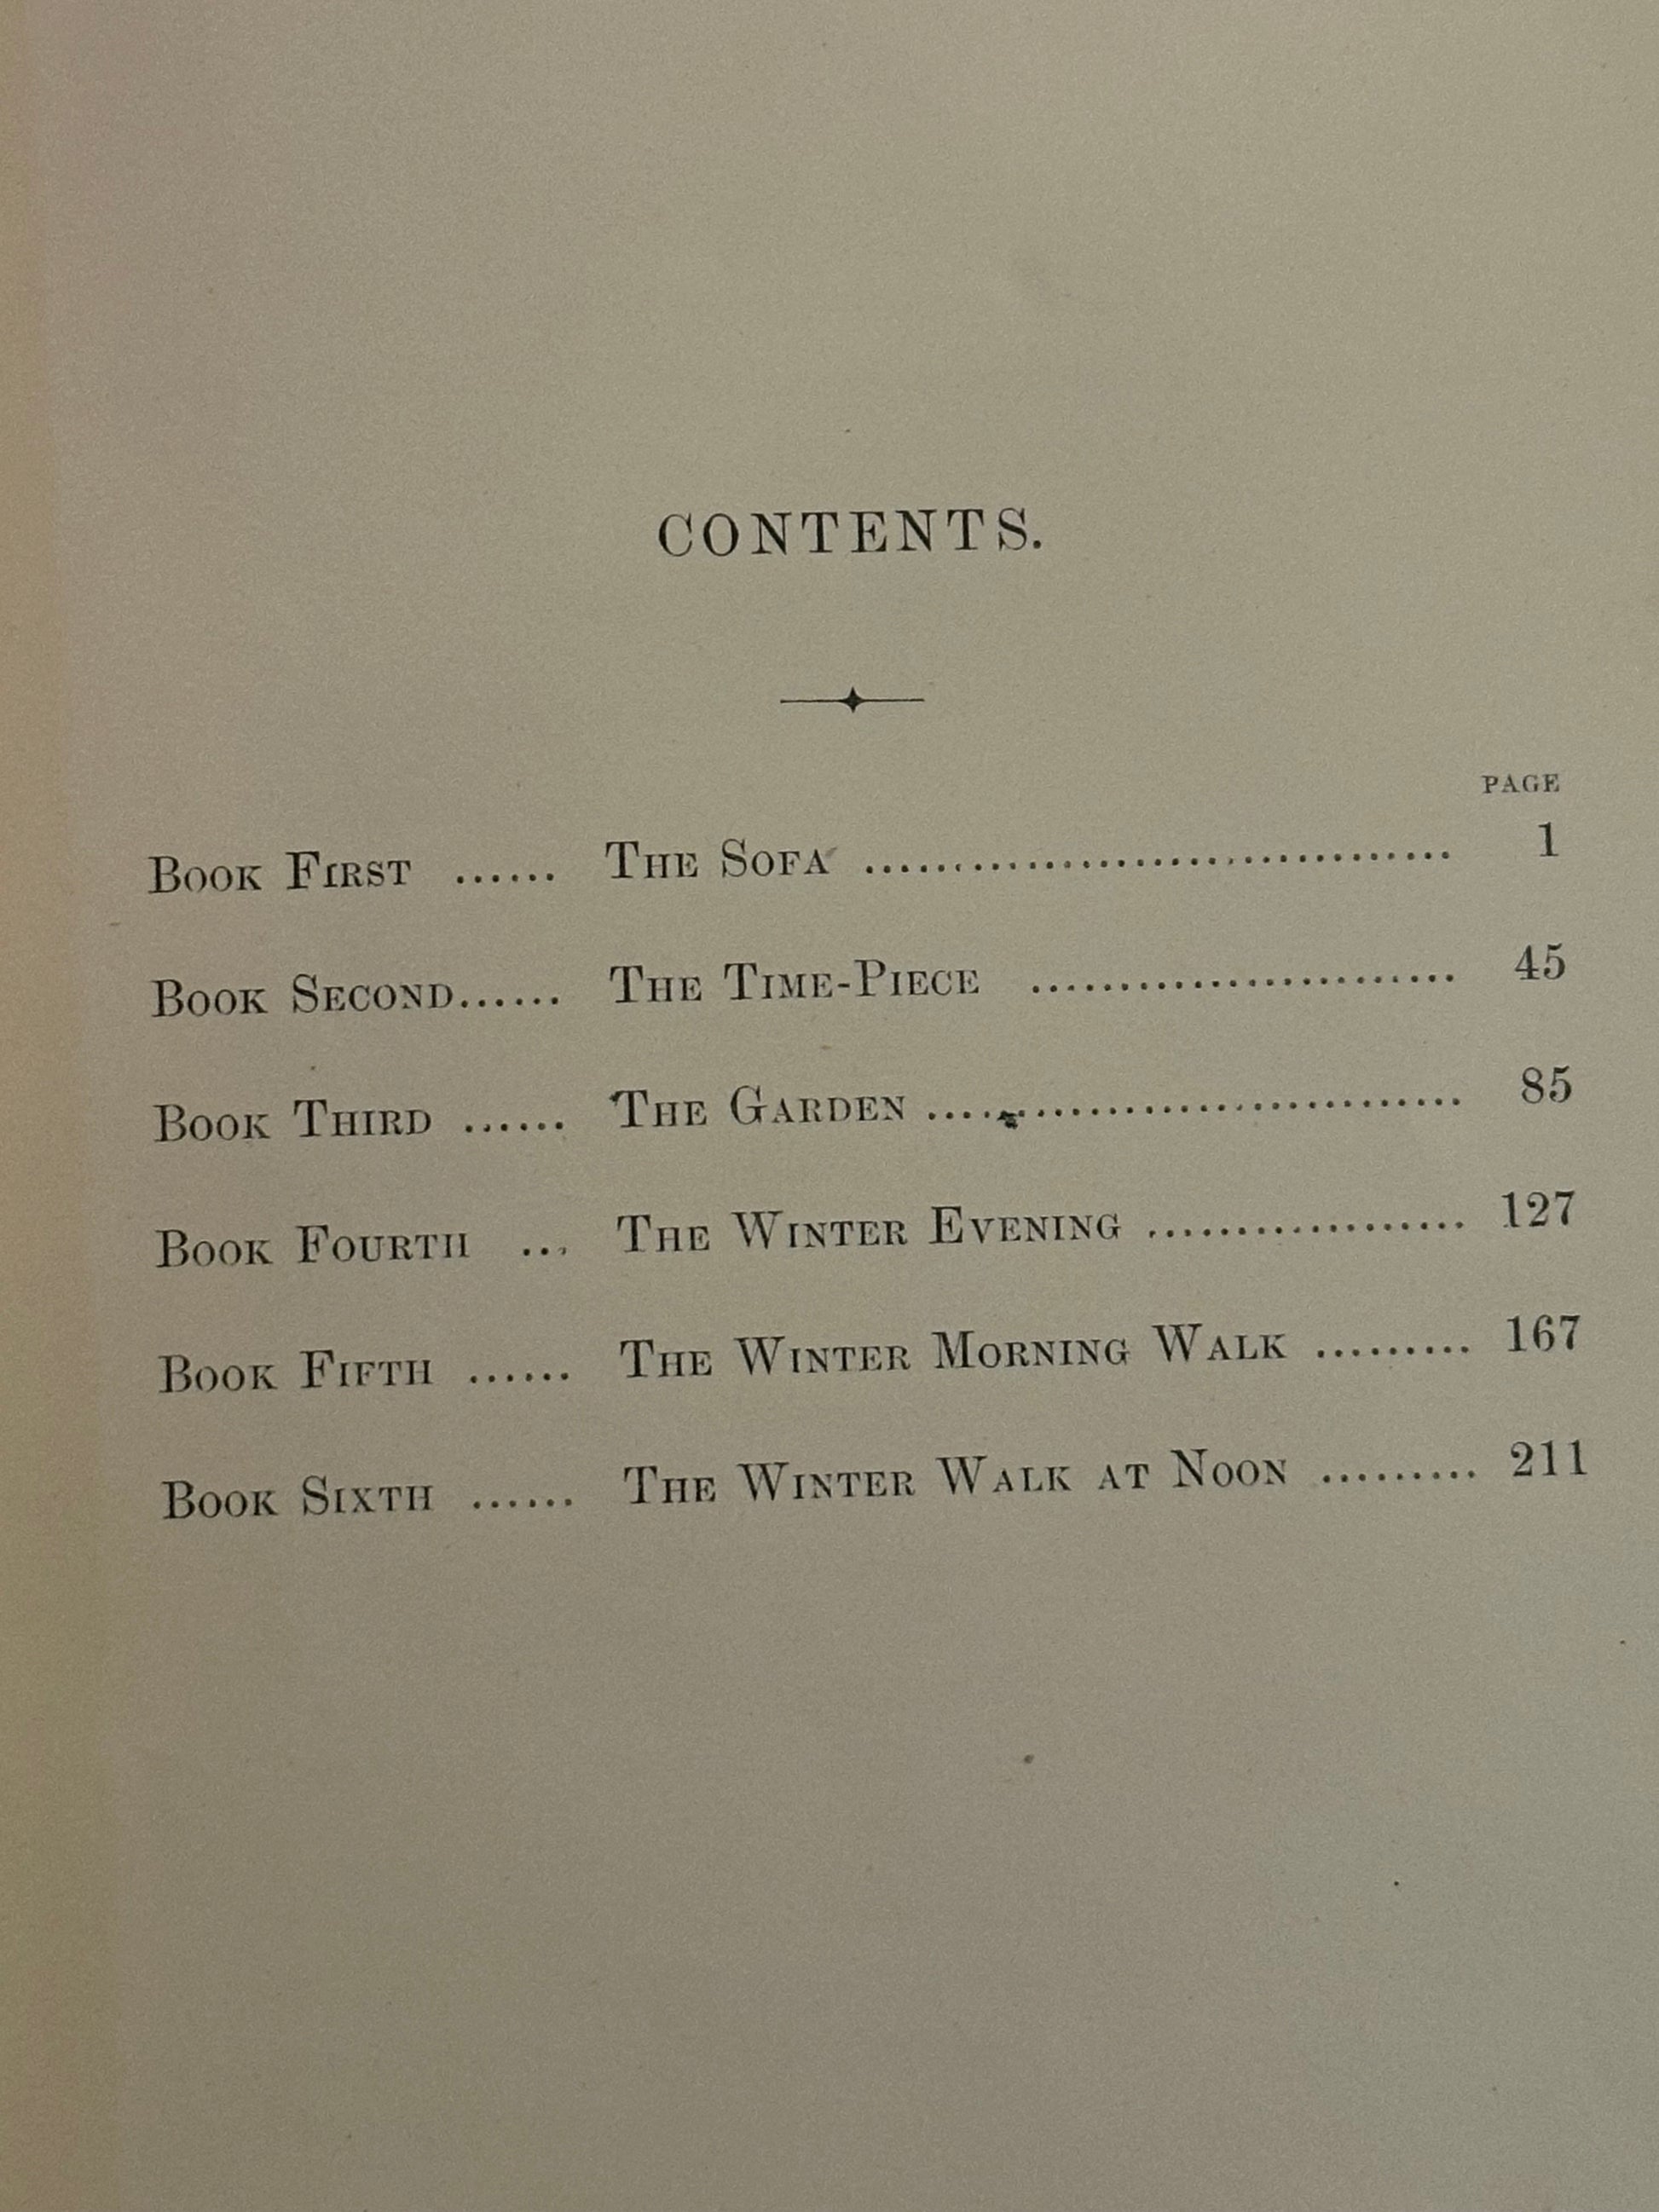 CONTENTS.
PAGE
Book First ...... The Sofa ........................................ 1
Book Second...... The Time-Piece ............................. 45
Book Third ...... The Garden ..................................... 85
Book Fourth ... The Winter Evening ...................... 127
Book Fifth ...... The Winter Morning Walk ........... 167
Book Sixth ...... The Winter Walk at Noon ........... 211